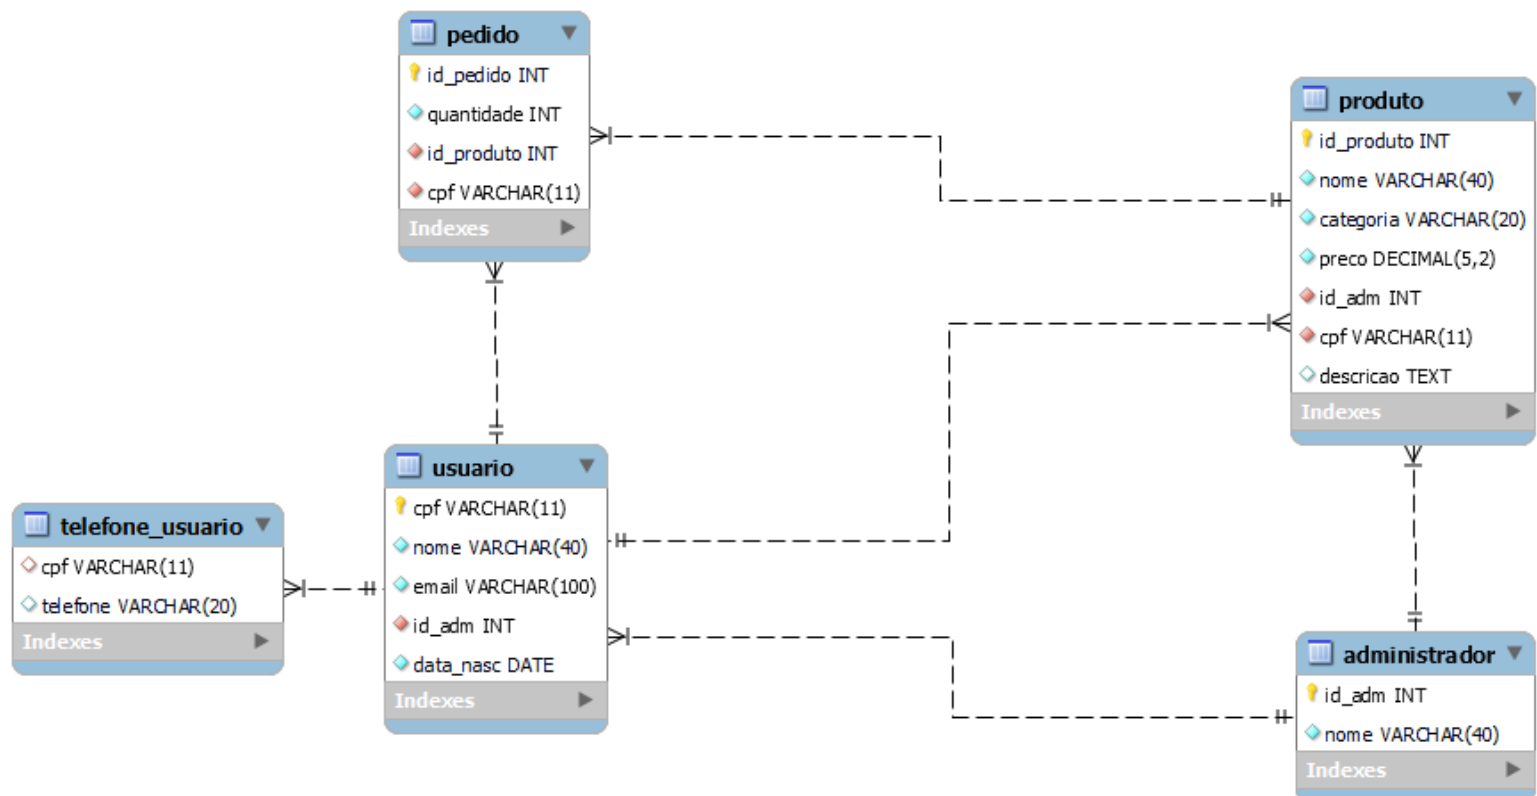 pedido
id_pedido INT
quantidade INT
id_produto INT
cpf VARCHAR(11)
Indexes
produto
id_produto INT
nome VARCHAR(40)
categoria VARCHAR(20)
preco DECIMAL(5,2)
id_adm INT
cpf VARCHAR(11)
descricao TEXT
Indexes
telefone_usuario
cpf VARCHAR(11)
telefone VARCHAR(20)
Indexes
usuario
cpf VARCHAR(11)
nome VARCHAR(40)
email VARCHAR(100)
id_adm INT
data_nasc DATE
Indexes
administrador
id_adm INT
nome VARCHAR(40)
Indexes